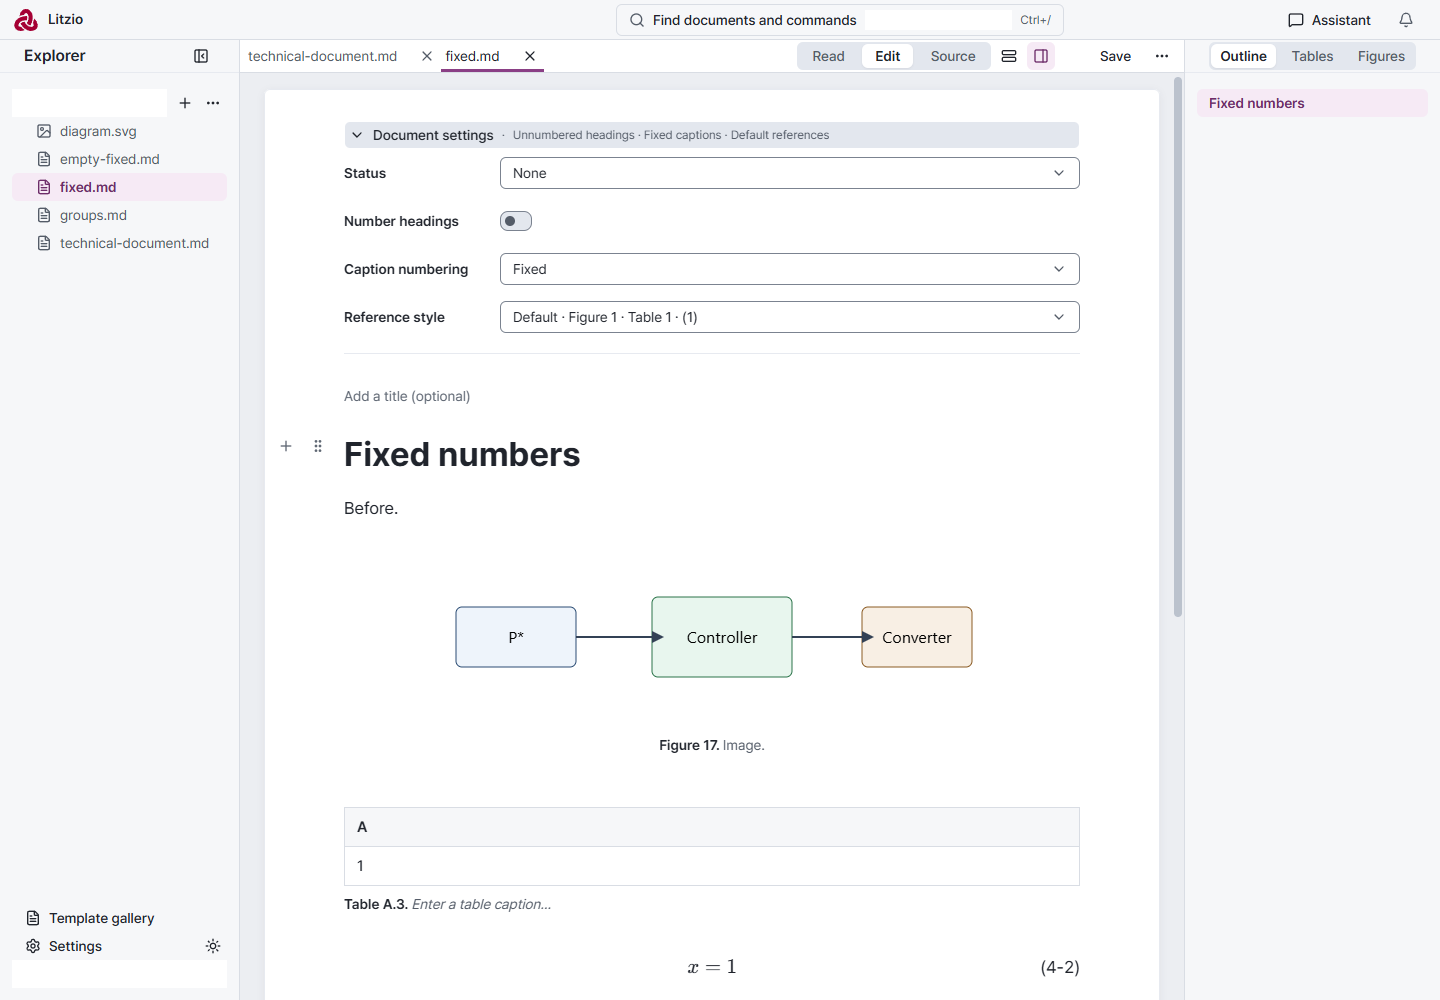 Litzio
Find documents and commands
Ctrl+/
Assistant
Explorer
technical-document.md
fixed.md
Read
Edit
Source
Save
Outline
Tables
Figures
diagram.svg
empty-fixed.md
fixed.md
groups.md
technical-document.md
Template gallery
Settings
Document settings · Unnumbered headings · Fixed captions · Default references
Status
None
Number headings
Caption numbering
Fixed
Reference style
Default · Figure 1 · Table 1 · (1)
Add a title (optional)
Fixed numbers
Before.
P*
Controller
Converter
Figure 17. Image.
A
1
Table A.3. Enter a table caption...
x = 1 (4-2)
Fixed numbers